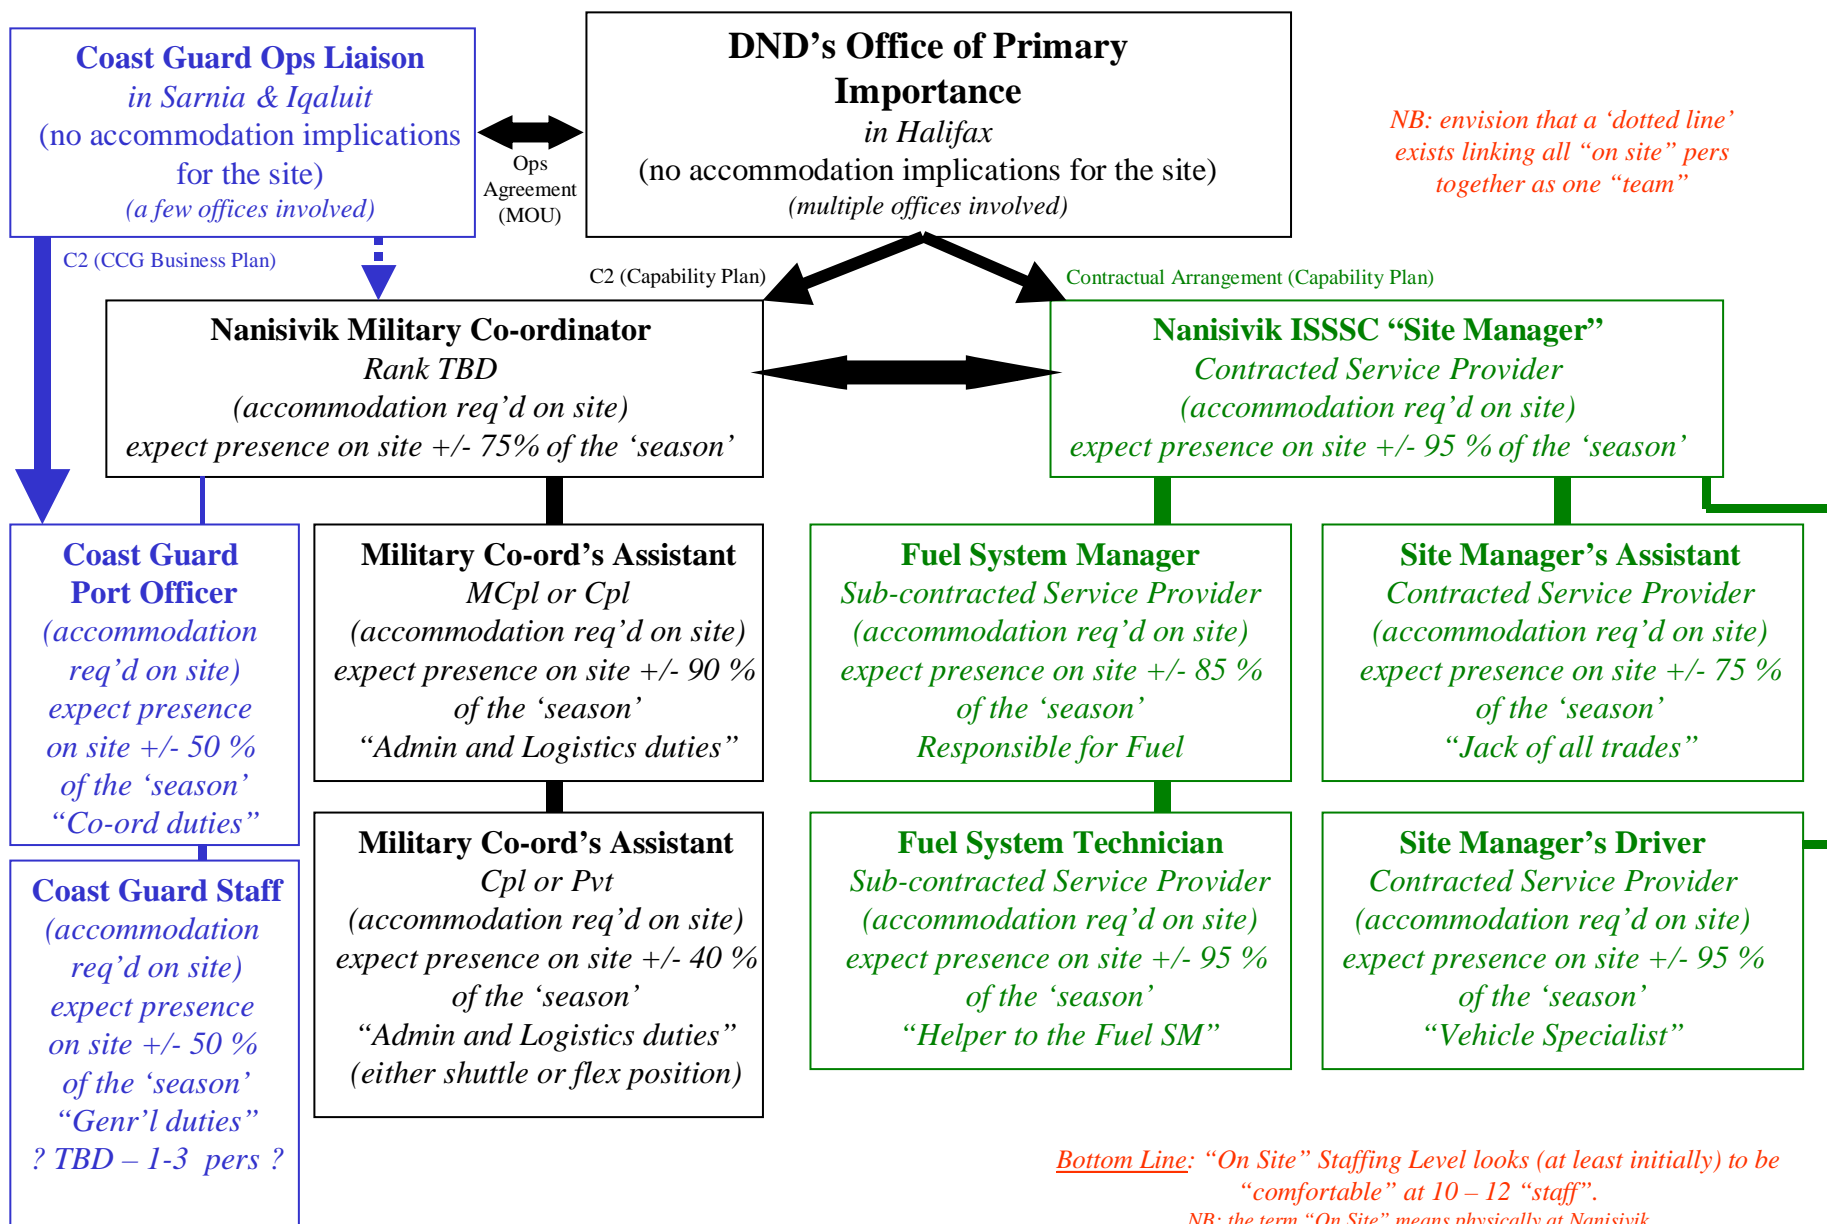 Coast Guard Ops Liaison
in Sarnia & Iqaluit
(no accommodation implications
for the site)
(a few offices involved)
Ops
Agreement
(MOU)
DND’s Office of Primary
Importance
in Halifax
(no accommodation implications for the site)
(multiple offices involved)
NB: envision that a ‘dotted line’
exists linking all “on site” pers
together as one “team”
C2 (CCG Business Plan)
C2 (Capability Plan)
Contractual Arrangement (Capability Plan)
Nanisivik Military Co-ordinator
Rank TBD
(accommodation req’d on site)
expect presence on site +/- 75% of the ‘season’
Nanisivik ISSSC “Site Manager”
Contracted Service Provider
(accommodation req’d on site)
expect presence on site +/- 95 % of the ‘season’
Coast Guard
Port Officer
(accommodation
req’d on site)
expect presence
on site +/- 50 %
of the ‘season’
“Co-ord duties”
Military Co-ord’s Assistant
MCpl or Cpl
(accommodation req’d on site)
expect presence on site +/- 90 %
of the ‘season’
“Admin and Logistics duties”
Fuel System Manager
Sub-contracted Service Provider
(accommodation req’d on site)
expect presence on site +/- 85 %
of the ‘season’
Responsible for Fuel
Site Manager’s Assistant
Contracted Service Provider
(accommodation req’d on site)
expect presence on site +/- 75 %
of the ‘season’
“Jack of all trades”
Coast Guard Staff
(accommodation
req’d on site)
expect presence
on site +/- 50 %
of the ‘season’
“Genr’l duties”
? TBD – 1-3 pers ?
Military Co-ord’s Assistant
Cpl or Pvt
(accommodation req’d on site)
expect presence on site +/- 40 %
of the ‘season’
“Admin and Logistics duties”
(either shuttle or flex position)
Fuel System Technician
Sub-contracted Service Provider
(accommodation req’d on site)
expect presence on site +/- 95 %
of the ‘season’
“Helper to the Fuel SM”
Site Manager’s Driver
Contracted Service Provider
(accommodation req’d on site)
expect presence on site +/- 95 %
of the ‘season’
“Vehicle Specialist”
Bottom Line: “On Site” Staffing Level looks (at least initially) to be
“comfortable” at 10 – 12 “staff”.
NB: the term “On Site” means physically at Nanisivik